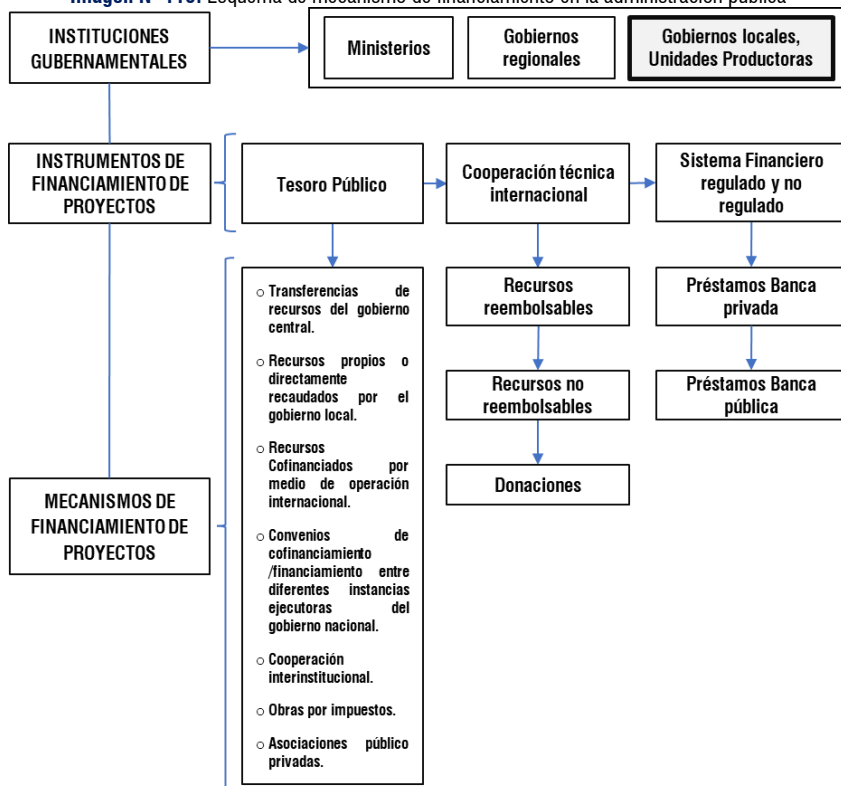 Esquema de mecanismo de financiamiento en la administración pública
INSTITUCIONES
GUBERNAMENTALES
Ministerios
Gobiernos
regionales
Gobiernos locales,
Unidades Productoras
INSTRUMENTOS DE
FINANCIAMIENTO DE
PROYECTOS
Tesoro Público
Cooperación técnica
internacional
Sistema Financiero
regulado y no
regulado
MECANISMOS DE
FINANCIAMIENTO DE
PROYECTOS
○ Transferencias de
recursos del gobierno
central.
○ Recursos propios o
directamente
recaudados por el
gobierno local.
○ Recursos
Cofinanciados por
medio de operación
internacional.
○ Convenios de
cofinanciamiento
/financiamiento entre
diferentes instancias
ejecutoras del
gobierno nacional.
○ Cooperación
interinstitucional.
○ Obras por impuestos.
○ Asociaciones público
privadas.
Recursos
reembolsables
Recursos no
reembolsables
Donaciones
Préstamos Banca
privada
Préstamos Banca
pública